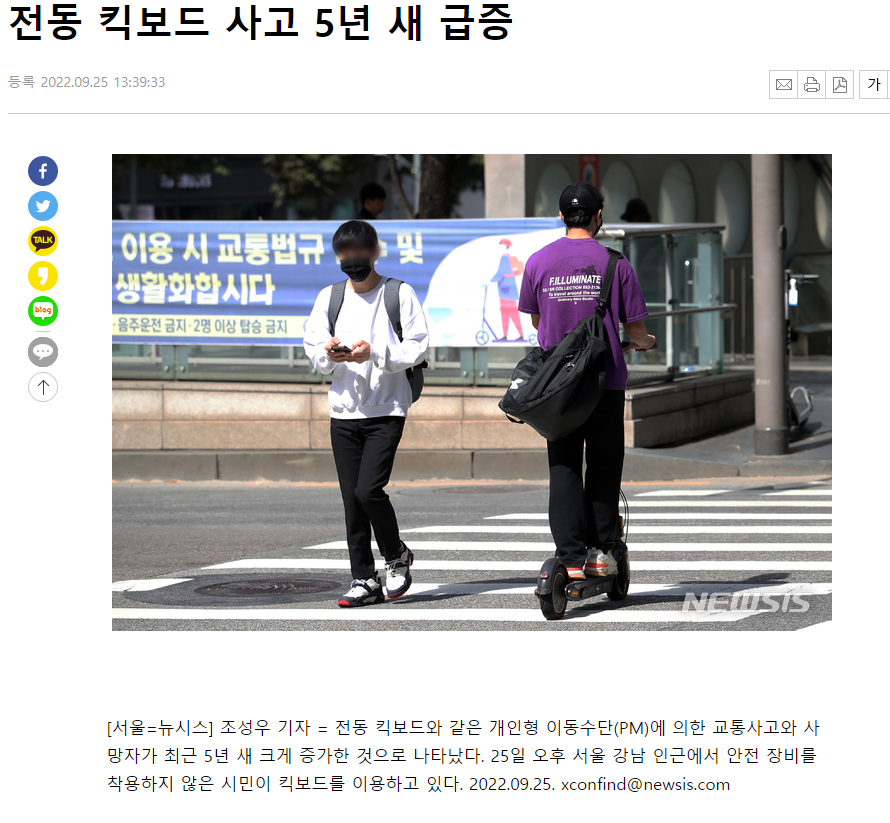 전동 킥보드 사고 5년 새 급증
등록 2022.09.25 13:39:33
가
TALK
blog
이용 시 교통법규 및
생활화합시다
· 음주운전 금지 · 2명 이상 탑승 금지
F.ILLUMINATE
To travel around the
NEWSIS
[서울=뉴시스] 조성우 기자 = 전동 킥보드와 같은 개인형 이동수단(PM)에 의한 교통사고와 사
망자가 최근 5년 새 크게 증가한 것으로 나타났다. 25일 오후 서울 강남 인근에서 안전 장비를
착용하지 않은 시민이 킥보드를 이용하고 있다. 2022.09.25. xconfind@newsis.com